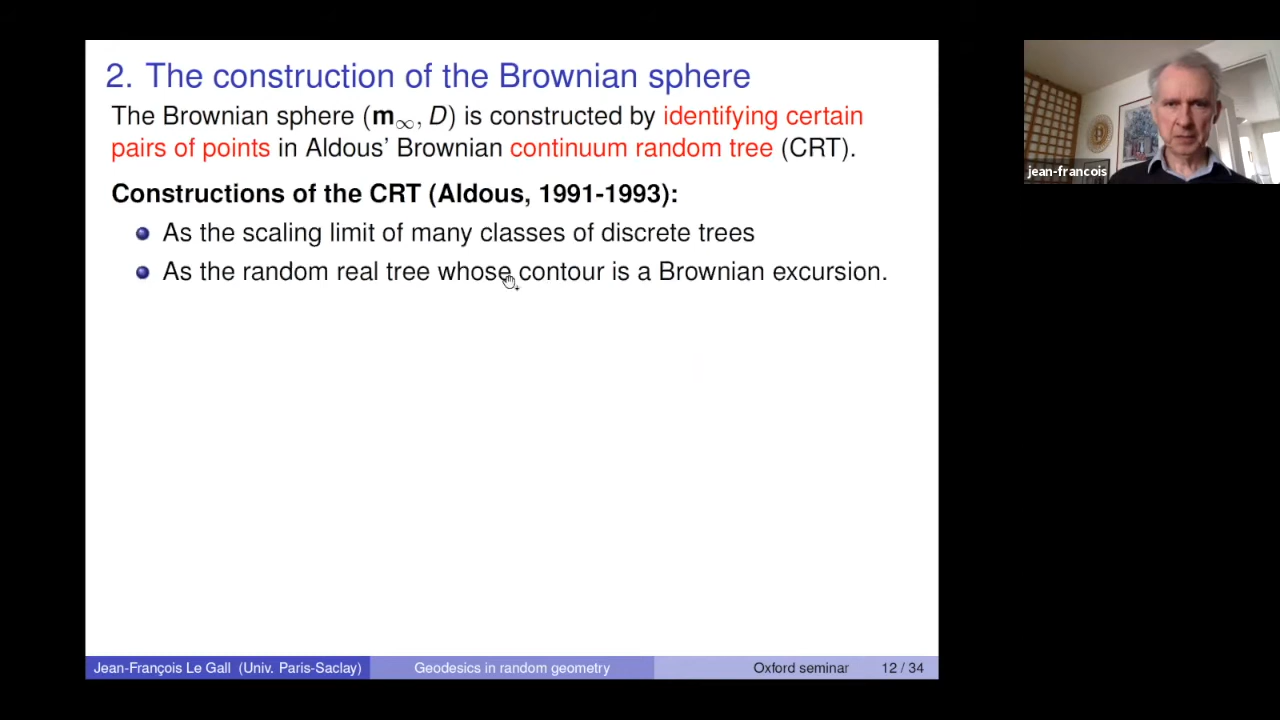 2. The construction of the Brownian sphere
The Brownian sphere (m∞, D) is constructed by identifying certain
pairs of points in Aldous' Brownian continuum random tree (CRT).
Constructions of the CRT (Aldous, 1991-1993):
As the scaling limit of many classes of discrete trees
As the random real tree whose contour is a Brownian excursion.
Jean-François Le Gall (Univ. Paris-Saclay) Geodesics in random geometry Oxford seminar 12 / 34
jean-francois